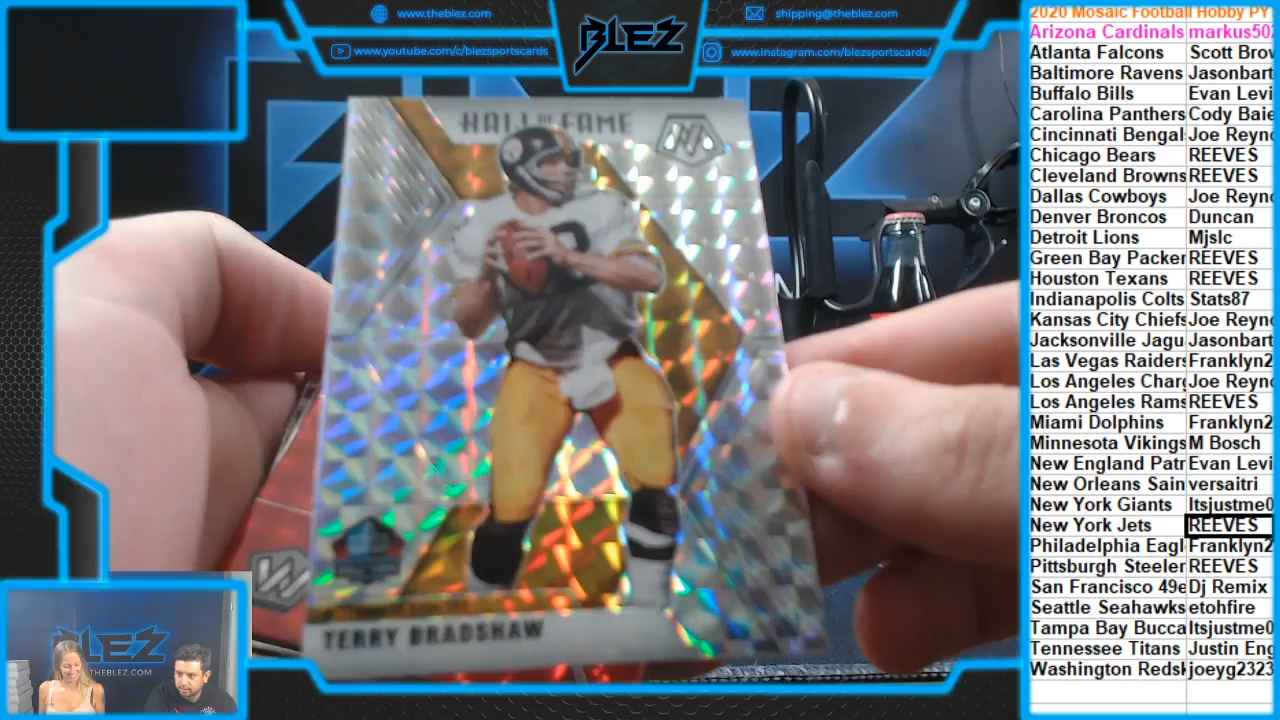 www.theblez.com
www.youtube.com/c/blezsportscards
BLEZ
shipping@theblez.com
www.instagram.com/blezsportscards/
HALL OF FAME
TERRY BRADSHAW
BLEZ
THEBLEZ.COM
2020 Mosaic Football Hobby PY
Arizona Cardinals markus502
Atlanta Falcons Scott Brov
Baltimore Ravens Jasonbart
Buffalo Bills Evan Levi
Carolina Panthers Cody Baie
Cincinnati Bengal Joe Reyno
Chicago Bears REEVES
Cleveland Browns REEVES
Dallas Cowboys Joe Reyno
Denver Broncos Duncan
Detroit Lions Mjslc
Green Bay Packer REEVES
Houston Texans REEVES
Indianapolis Colts Stats87
Kansas City Chiefs Joe Reyno
Jacksonville Jagu Jasonbart
Las Vegas Raider Franklyn2
Los Angeles Charg Joe Reyno
Los Angeles Rams REEVES
Miami Dolphins Franklyn2
Minnesota Vikings M Bosch
New England Patr Evan Levi
New Orleans Sain versaitri
New York Giants Itsjustme0
New York Jets REEVES
Philadelphia Eagl Franklyn2
Pittsburgh Steeler REEVES
San Francisco 49e Dj Remix
Seattle Seahawks etohfire
Tampa Bay Bucca Itsjustme0
Tennessee Titans Justin Eng
Washington Redsk joeyg2323